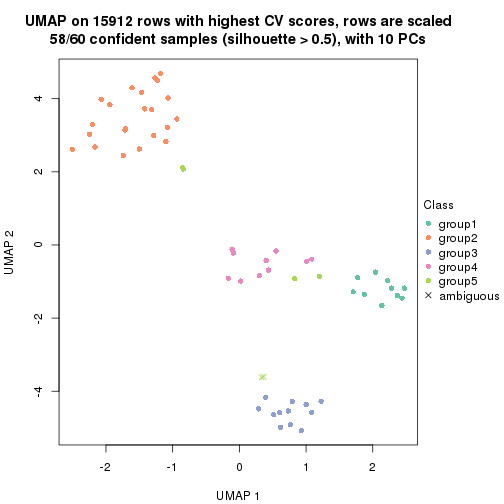 UMAP on 15912 rows with highest CV scores, rows are scaled
58/60 confident samples (silhouette > 0.5), with 10 PCs
UMAP 2
4
2
0
-2
-4
-2
-1
0
1
2
UMAP 1
Class
group1
group2
group3
group4
group5
ambiguous